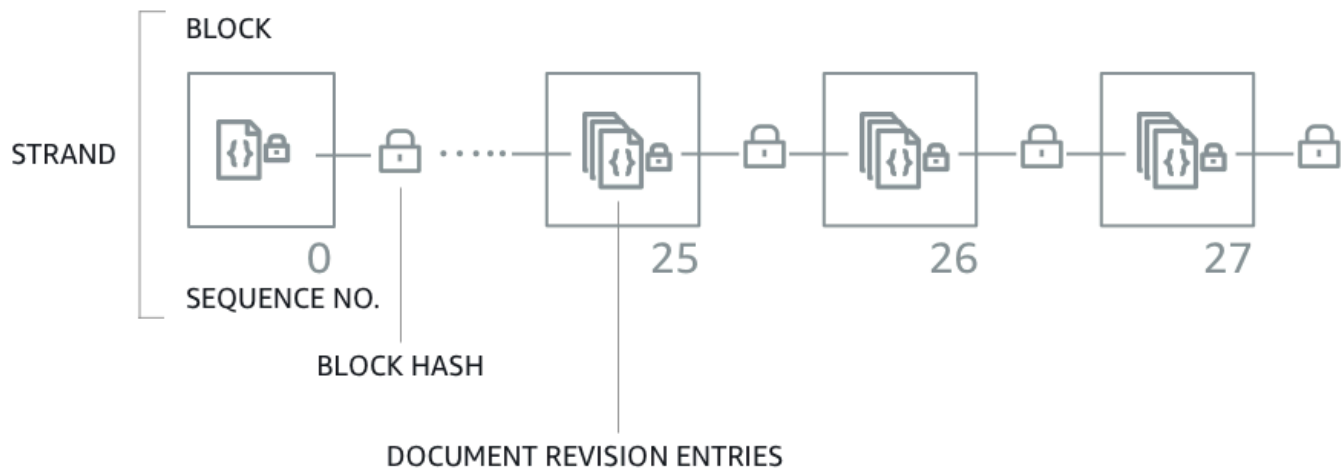 BLOCK
STRAND
{}
{}
{}
{}
0
25
26
27
SEQUENCE NO.
BLOCK HASH
DOCUMENT REVISION ENTRIES